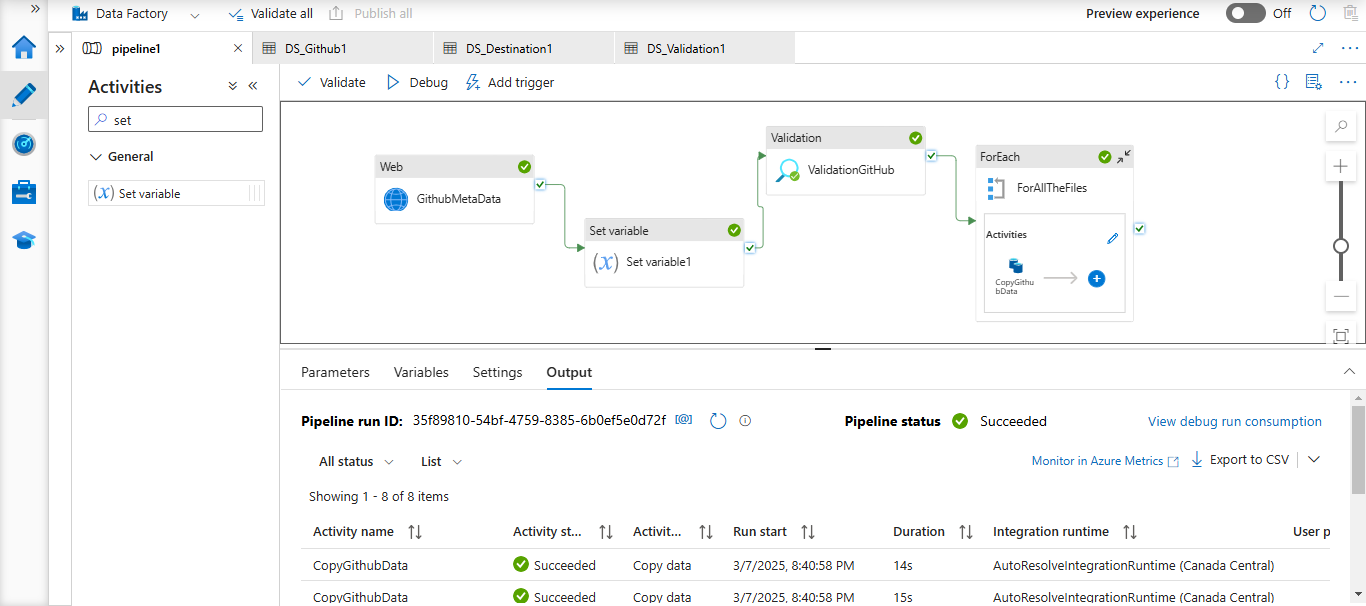 Data Factory
Validate all
Publish all
Preview experience
Off
pipeline1
DS_Github1
DS_Destination1
DS_Validation1
Activities
set
General
(x) Set variable
Validate
Debug
Add trigger
{}
Web
GithubMetaData
Set variable
(x) Set variable1
Validation
ValidationGitHub
ForEach
ForAllTheFiles
Activities
CopyGithu
bData
Parameters
Variables
Settings
Output
Pipeline run ID: 35f89810-54bf-4759-8385-6b0ef5e0d72f [@]
Pipeline status
Succeeded
View debug run consumption
All status
List
Monitor in Azure Metrics
Export to CSV
Showing 1 - 8 of 8 items
Activity name
Activity st...
Activit...
Run start
Duration
Integration runtime
User p
CopyGithubData
Succeeded
Copy data
3/7/2025, 8:40:58 PM
14s
AutoResolveIntegrationRuntime (Canada Central)
CopyGithubData
Succeeded
Copy data
3/7/2025, 8:40:58 PM
15s
AutoResolveIntegrationRuntime (Canada Central)